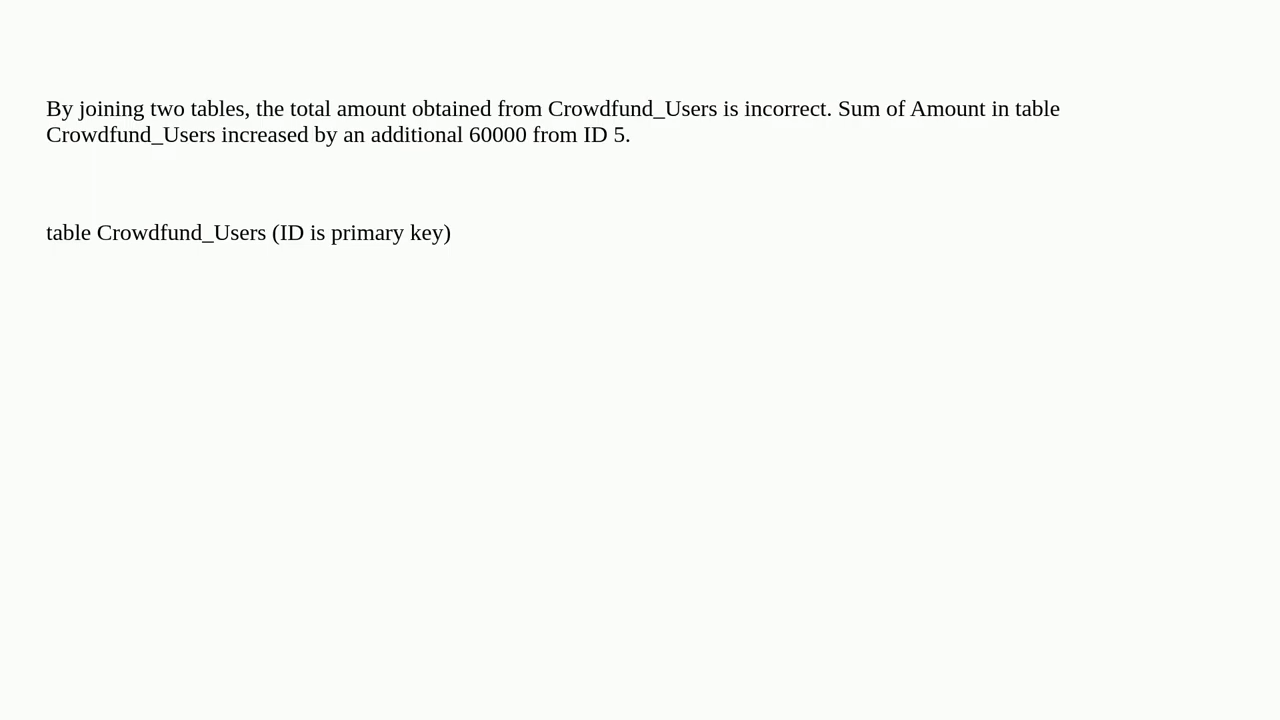 By joining two tables, the total amount obtained from Crowdfund_Users is incorrect. Sum of Amount in table
Crowdfund_Users increased by an additional 60000 from ID 5.
table Crowdfund_Users (ID is primary key)